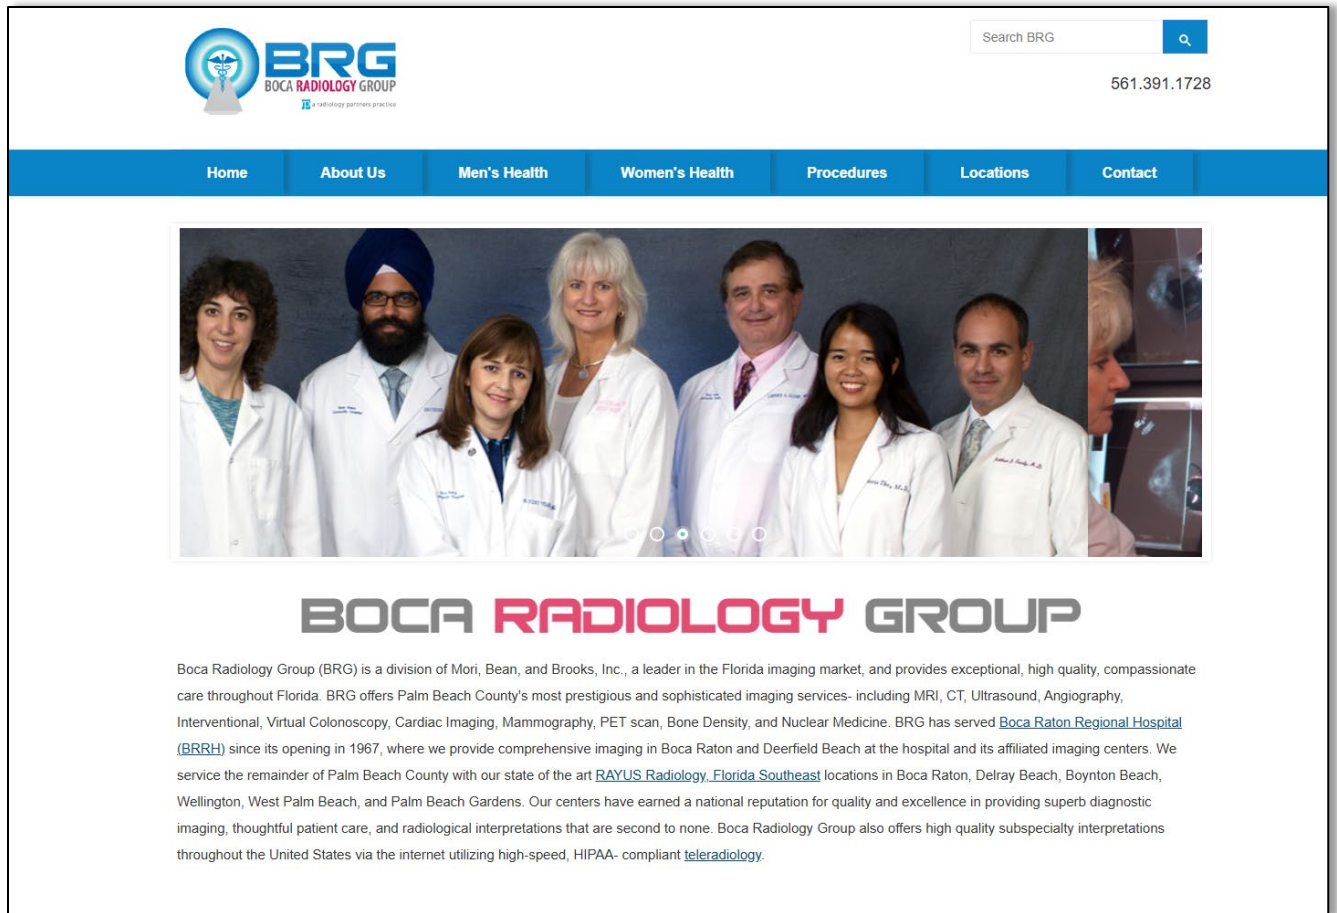 BRG
BOCA RADIOLOGY GROUP
a radiology partners practice
Search BRG
561.391.1728
Home About Us Men's Health Women's Health Procedures Locations Contact
BOCA RADIOLOGY GROUP
Boca Radiology Group (BRG) is a division of Mori, Bean, and Brooks, Inc., a leader in the Florida imaging market, and provides exceptional, high quality, compassionate
care throughout Florida. BRG offers Palm Beach County's most prestigious and sophisticated imaging services- including MRI, CT, Ultrasound, Angiography,
Interventional, Virtual Colonoscopy, Cardiac Imaging, Mammography, PET scan, Bone Density, and Nuclear Medicine. BRG has served Boca Raton Regional Hospital
(BRRH) since its opening in 1967, where we provide comprehensive imaging in Boca Raton and Deerfield Beach at the hospital and its affiliated imaging centers. We
service the remainder of Palm Beach County with our state of the art RAYUS Radiology, Florida Southeast locations in Boca Raton, Delray Beach, Boynton Beach,
Wellington, West Palm Beach, and Palm Beach Gardens. Our centers have earned a national reputation for quality and excellence in providing superb diagnostic
imaging, thoughtful patient care, and radiological interpretations that are second to none. Boca Radiology Group also offers high quality subspecialty interpretations
throughout the United States via the internet utilizing high-speed, HIPAA- compliant teleradiology.